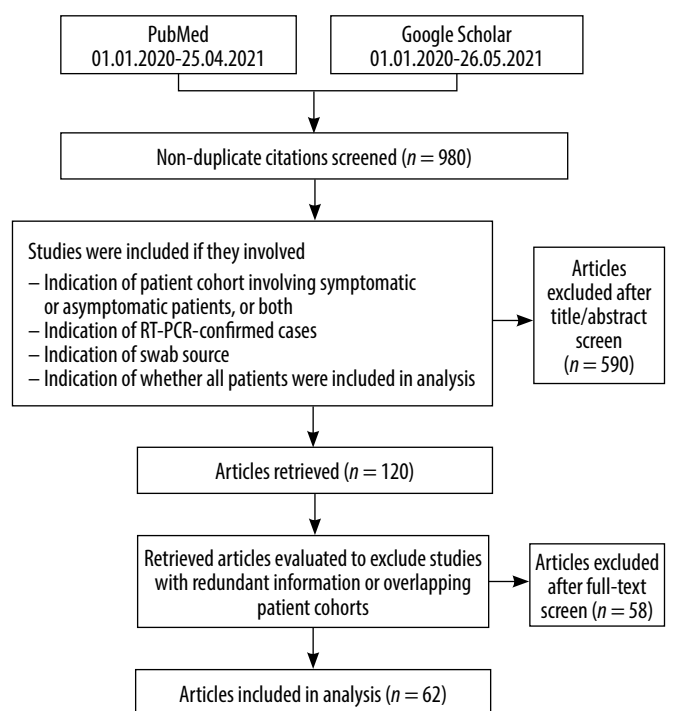 PubMed
01.01.2020-25.04.2021
Google Scholar
01.01.2020-26.05.2021
Non-duplicate citations screened (n = 980)
Studies were included if they involved
– Indication of patient cohort involving symptomatic
or asymptomatic patients, or both
– Indication of RT-PCR-confirmed cases
– Indication of swab source
– Indication of whether all patients were included in analysis
Articles
excluded after
title/abstract
screen
(n = 590)
Articles retrieved (n = 120)
Retrieved articles evaluated to exclude studies
with redundant information or overlapping
patient cohorts
Articles excluded
after full-text
screen (n = 58)
Articles included in analysis (n = 62)